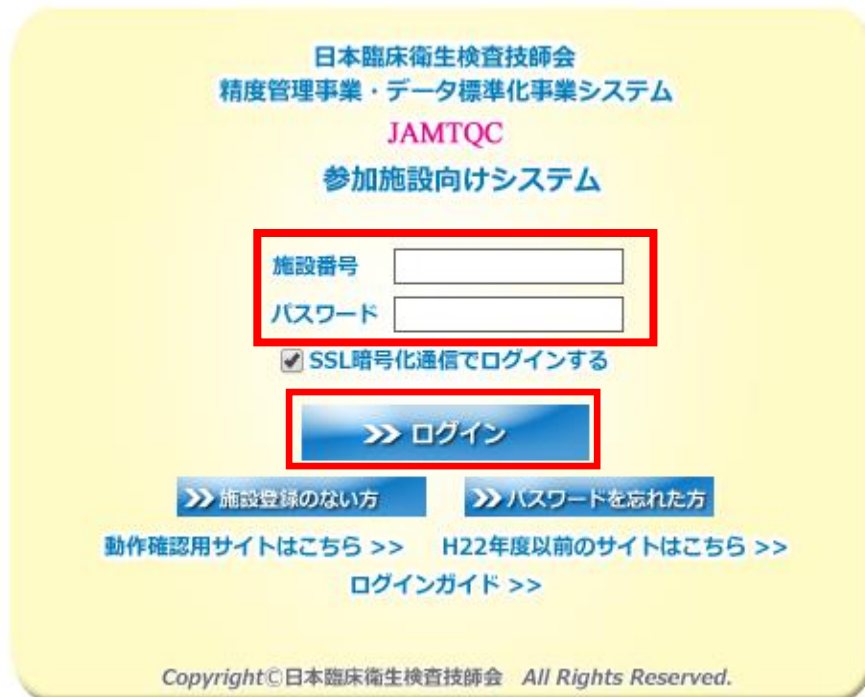 日本臨床衛生検査技師会
精度管理事業・データ標準化事業システム
JAMTQC
参加施設向けシステム
施設番号
パスワード
SSL暗号化通信でログインする
>> ログイン
>> 施設登録のない方 >> パスワードを忘れた方
動作確認用サイトはこちら >> H22年度以前のサイトはこちら >>
ログインガイド >>
Copyright©日本臨床衛生検査技師会 All Rights Reserved.